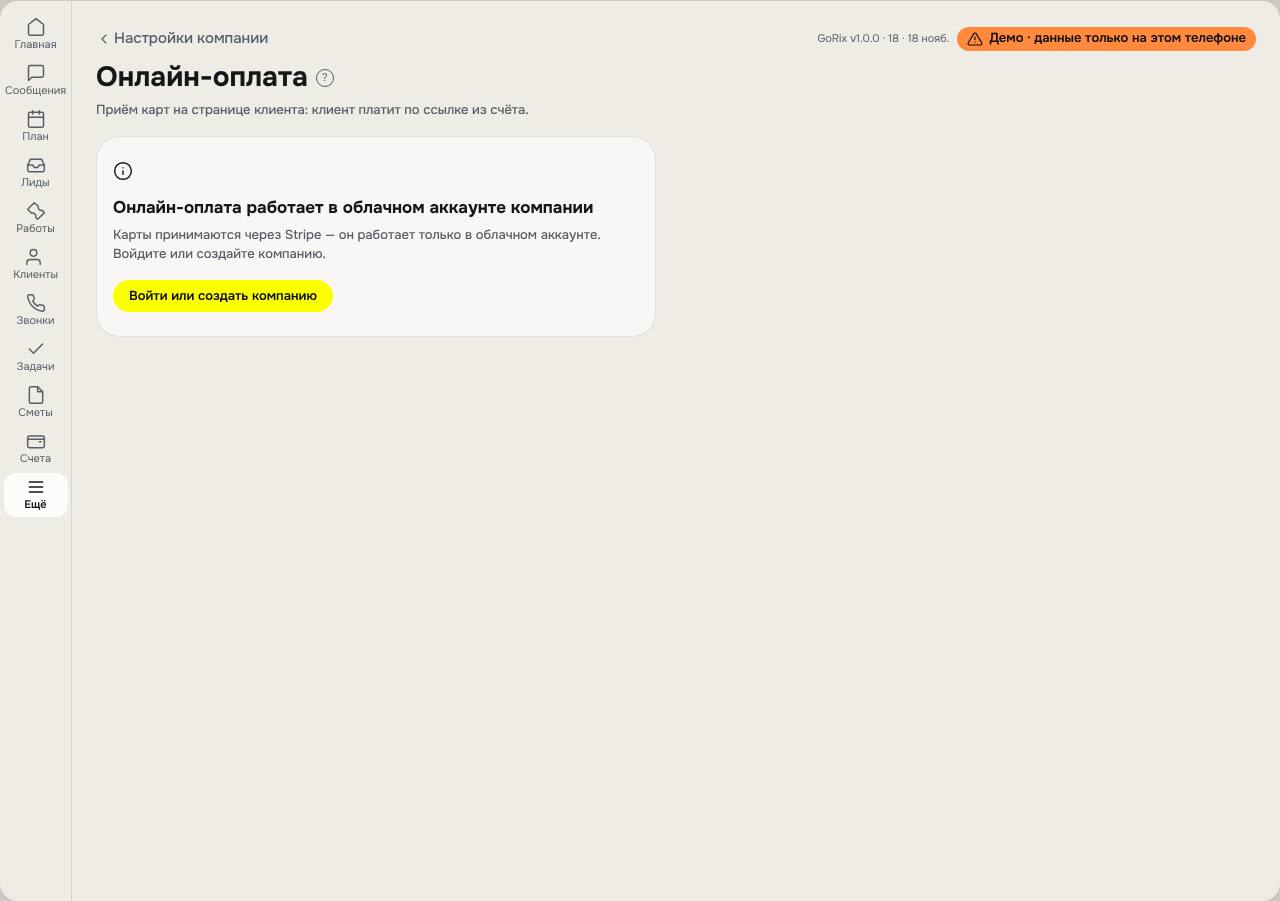 Главная
Сообщения
План
Лиды
Работы
Клиенты
Звонки
Задачи
Сметы
Счета
Ещё
Настройки компании
GoRix v1.0.0 · 18 · 18 нояб.
Демо · данные только на этом телефоне
Онлайн-оплата ?
Приём карт на странице клиента: клиент платит по ссылке из счёта.
Онлайн-оплата работает в облачном аккаунте компании
Карты принимаются через Stripe — он работает только в облачном аккаунте.
Войдите или создайте компанию.
Войти или создать компанию